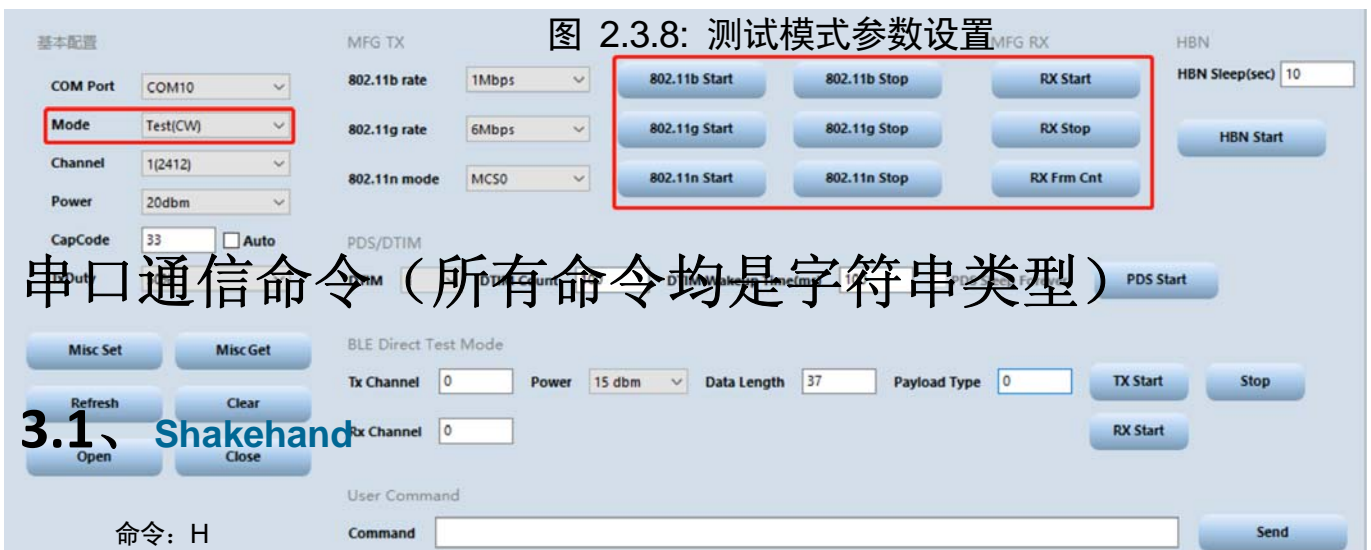 图 2.3.8: 测试模式参数设置
基本配置 MFG TX MFG RX HBN
COM Port COM10 802.11b rate 1Mbps 802.11b Start 802.11b Stop RX Start HBN Sleep(sec) 10
Mode Test(CW) 802.11g rate 6Mbps 802.11g Start 802.11g Stop RX Stop HBN Start
Channel 1(2412) 802.11n mode MCS0 802.11n Start 802.11n Stop RX Frm Cnt
Power 20dbm
CapCode 33 Auto PDS/DTIM
串口通信命令（所有命令均是字符串类型）
PDS Start
Misc Set Misc Get BLE Direct Test Mode
Tx Channel 0 Power 15 dbm Data Length 37 Payload Type 0 TX Start Stop
Refresh Clear
3.1、Shakehand
Rx Channel 0 RX Start
Open Close
User Command
命令：H
Command Send